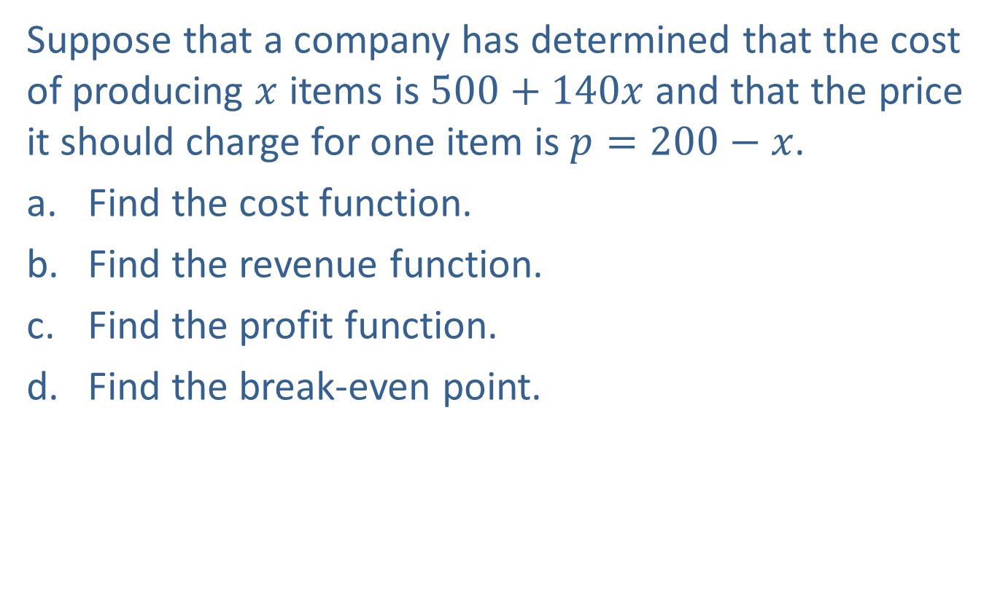 Suppose that a company has determined that the cost
of producing 𝑥 items is 500 + 140𝑥 and that the price
it should charge for one item is 𝑝 = 200 − 𝑥.
a. Find the cost function.
b. Find the revenue function.
c. Find the profit function.
d. Find the break-even point.